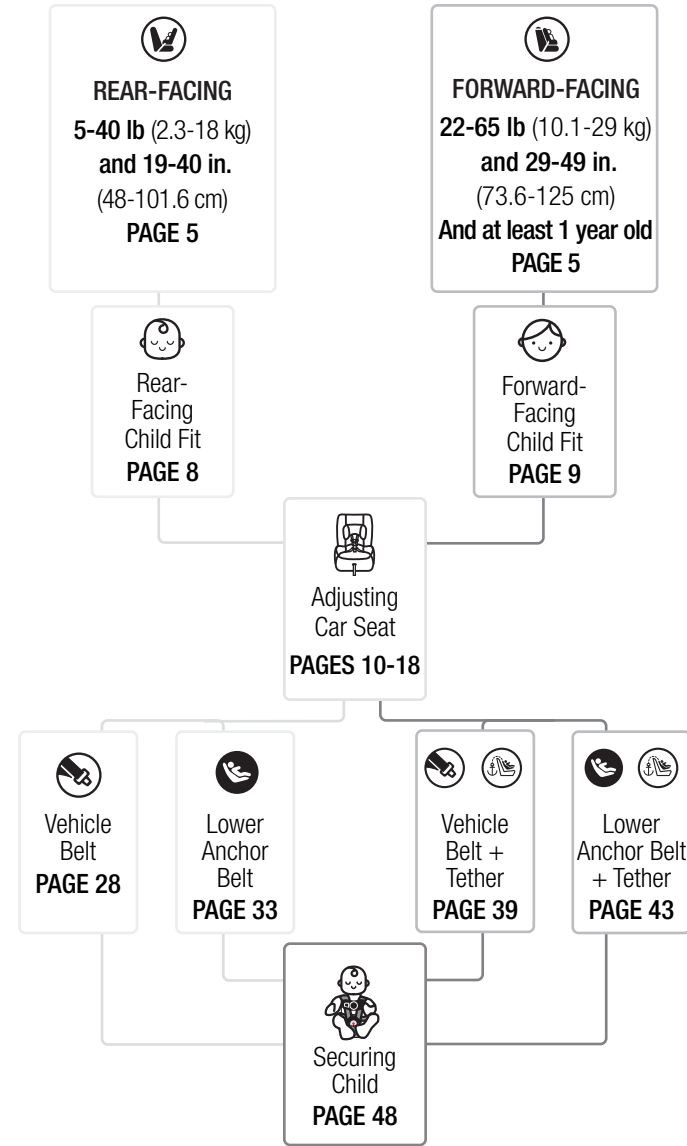 REAR-FACING
5-40 lb (2.3-18 kg)
and 19-40 in.
(48-101.6 cm)
PAGE 5
FORWARD-FACING
22-65 lb (10.1-29 kg)
and 29-49 in.
(73.6-125 cm)
And at least 1 year old
PAGE 5
Rear-
Facing
Child Fit
PAGE 8
Forward-
Facing
Child Fit
PAGE 9
Adjusting
Car Seat
PAGES 10-18
Vehicle
Belt
PAGE 28
Lower
Anchor
Belt
PAGE 33
Vehicle
Belt +
Tether
PAGE 39
Lower
Anchor Belt
+ Tether
PAGE 43
Securing
Child
PAGE 48